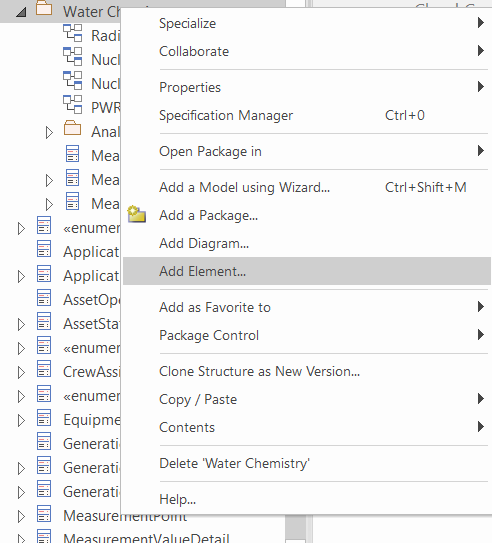 Water Ch
Specialize
Radi
Collaborate
Nucl
Nucl
Properties
PWR
Specification Manager Ctrl+0
Anal
Mea
Open Package in
Mea
Add a Model using Wizard... Ctrl+Shift+M
Mea
Add a Package...
«enumer
Add Diagram...
Applicati
Add Element...
Applicati
AssetOpe
Add as Favorite to
AssetStat
Package Control
«enumer
CrewAssi
Clone Structure as New Version...
«enumer
Copy / Paste
Equipme
Contents
Generati
Generati
Delete 'Water Chemistry'
Generati
Help...
MeasurementPoint
MeasurementValueDetail